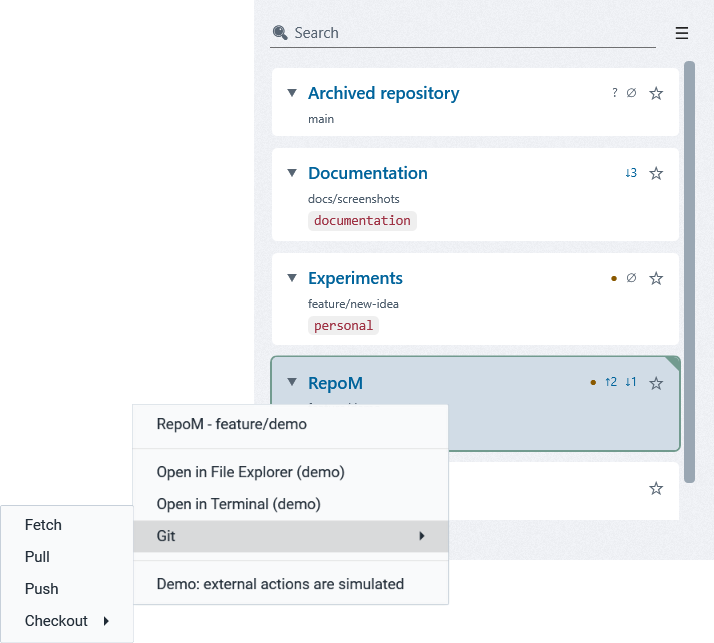 Search
Archived repository ? ∅
main
Documentation ↓3
docs/screenshots
documentation
Experiments ● ∅
feature/new-idea
personal
RepoM ● ↑2 ↓1
RepoM - feature/demo
Open in File Explorer (demo)
Open in Terminal (demo)
Git
Demo: external actions are simulated
Fetch
Pull
Push
Checkout